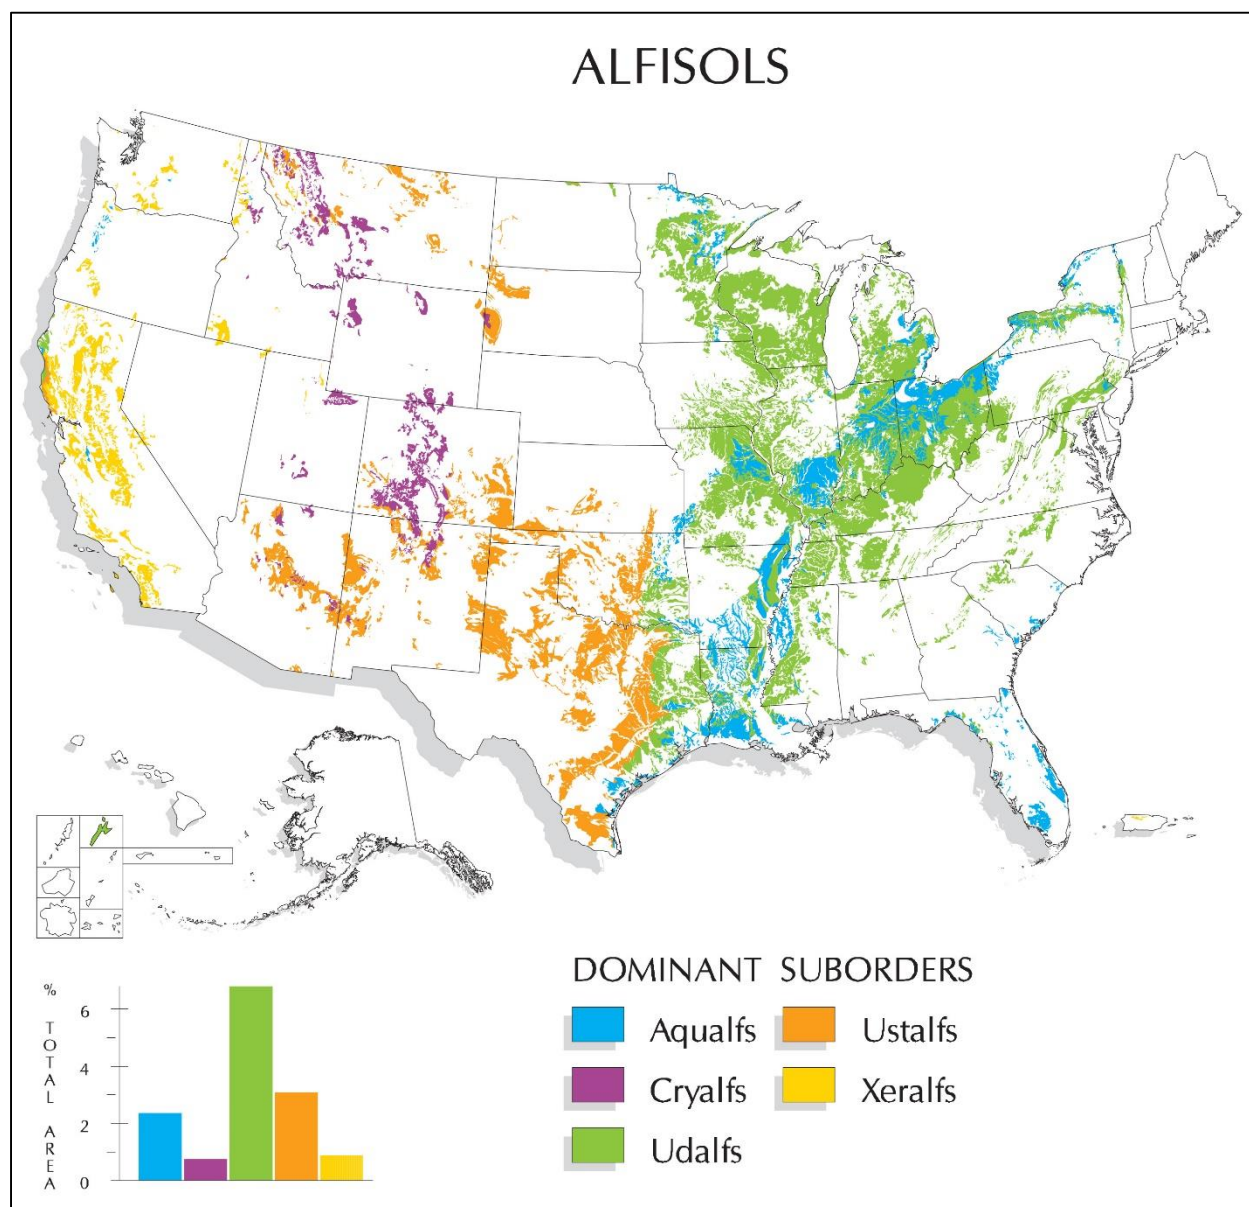 ALFISOLS
% TOTAL AREA
6
4
2
0
DOMINANT SUBORDERS
Aqualfs
Cryalfs
Udalfs
Ustalfs
Xeralfs